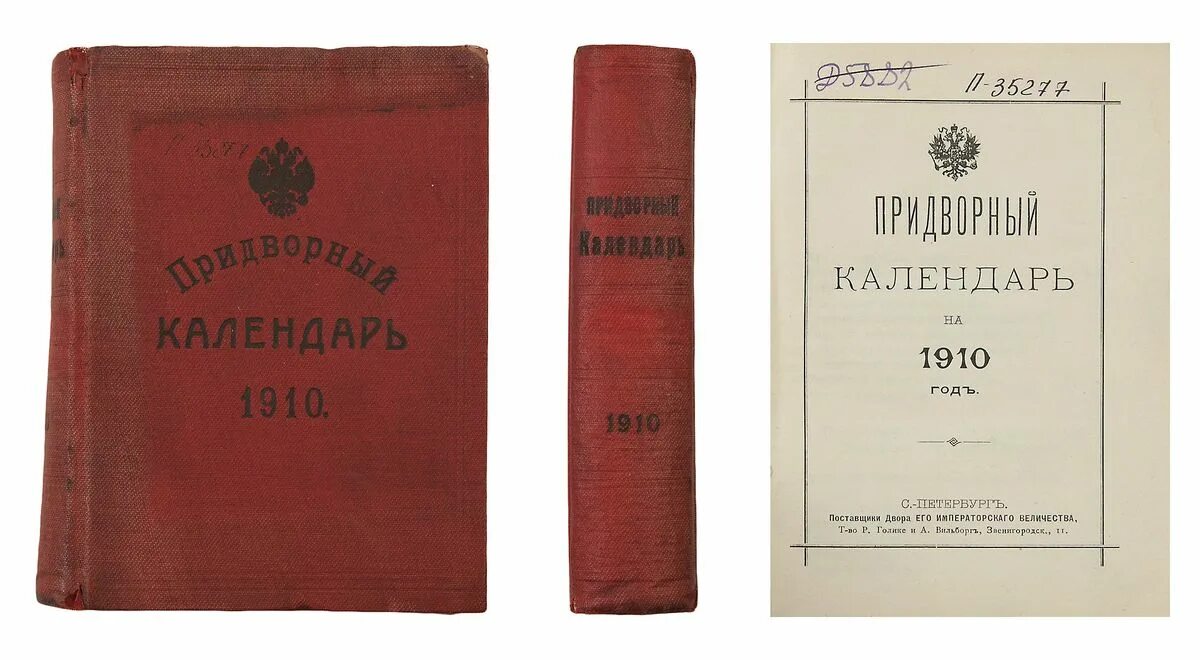 Придворный
КАЛЕНДАРЬ
1910.
ПРИДВОРНЫЙ
Календарь
1910
П-35277
ПРИДВОРНЫЙ
КАЛЕНДАРЬ
НА
1910
ГОДЪ.
С.-ПЕТЕРБУРГЪ.
Поставщики Двора ЕГО ИМПЕРАТОРСКАГО ВЕЛИЧЕСТВА,
Т-во Р. Голике и А. Вильборгъ, Звенигородск., 11.